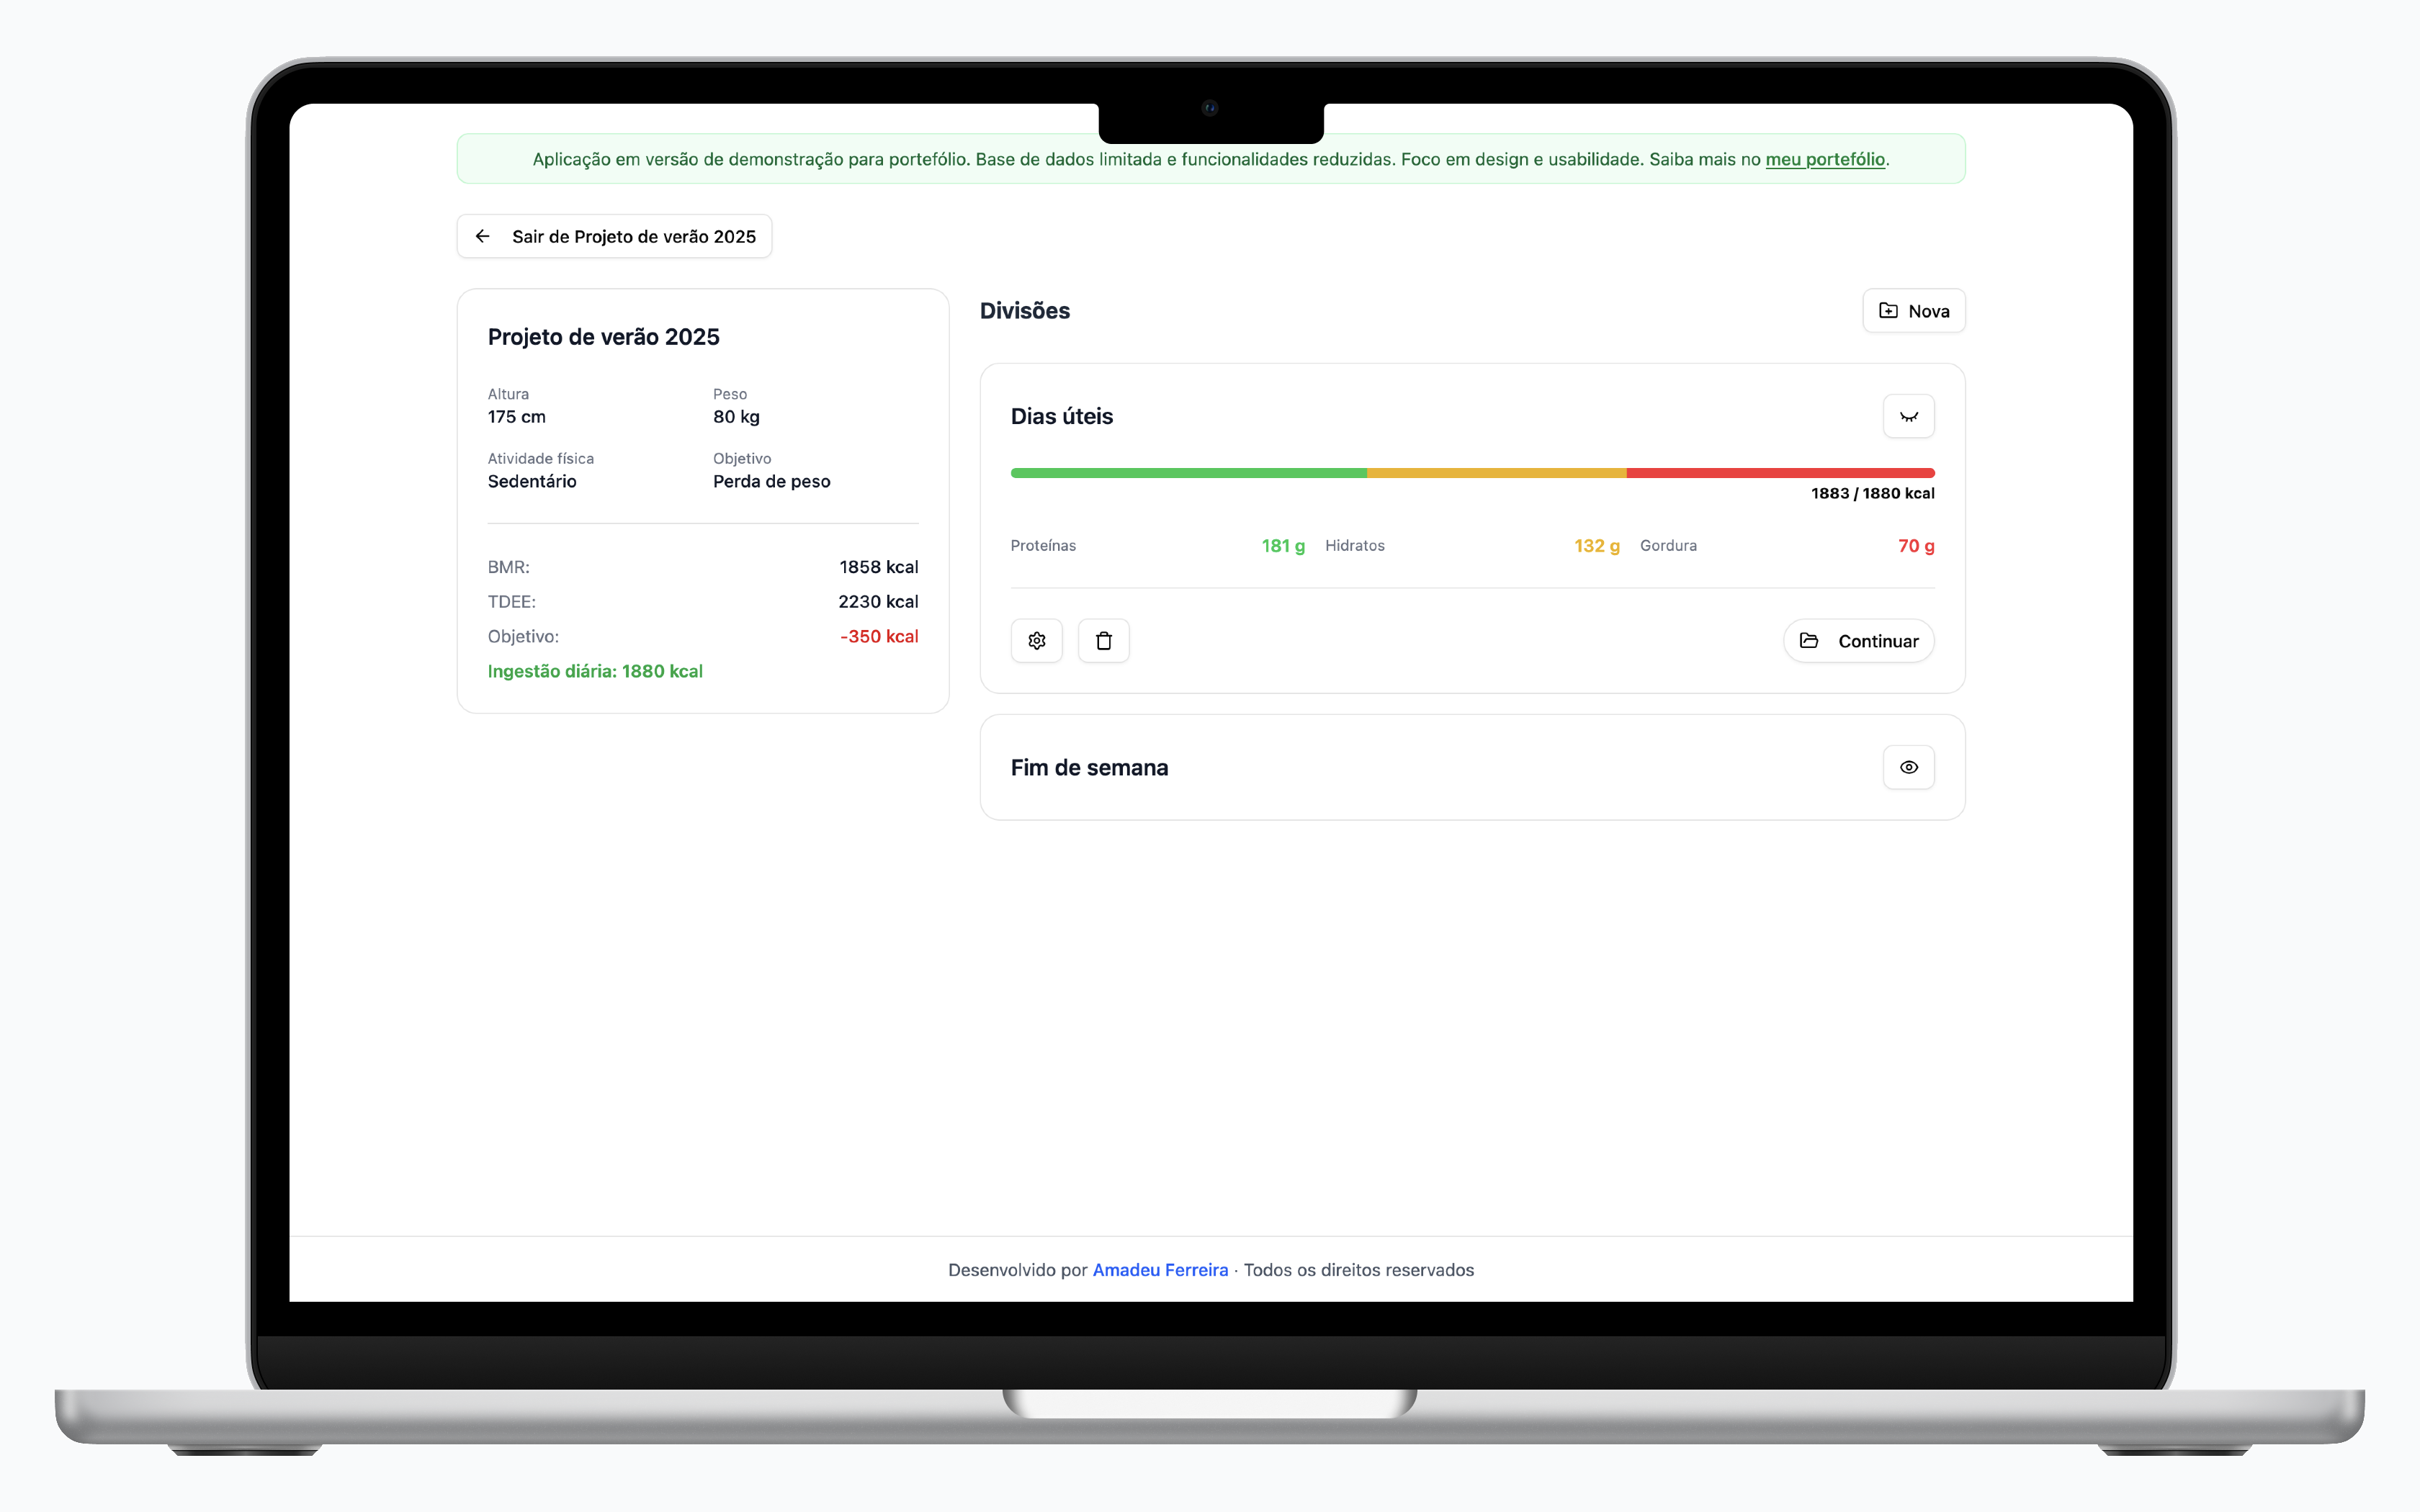 Aplicação em versão de demonstração para portefólio. Base de dados limitada e funcionalidades reduzidas. Foco em design e usabilidade. Saiba mais no meu portefólio.
Sair de Projeto de verão 2025
Projeto de verão 2025
Altura
175 cm
Peso
80 kg
Atividade física
Sedentário
Objetivo
Perda de peso
BMR: 1858 kcal
TDEE: 2230 kcal
Objetivo: -350 kcal
Ingestão diária: 1880 kcal
Divisões
Nova
Dias úteis
1883 / 1880 kcal
Proteínas 181 g Hidratos 132 g Gordura 70 g
Continuar
Fim de semana
Desenvolvido por Amadeu Ferreira · Todos os direitos reservados